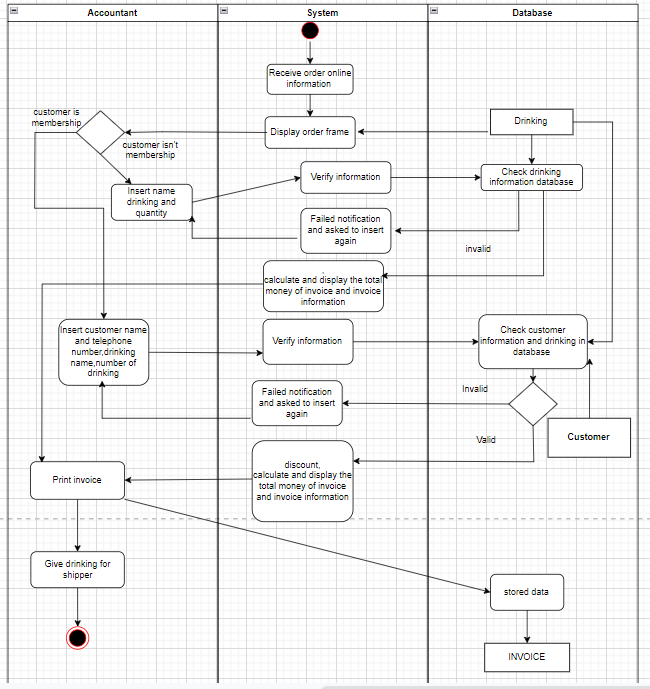 Accountant
System
Database
Receive order online
information
Display order frame
Drinking
customer is
membership
customer isn't
membership
Insert name
drinking and
quantity
Verify information
Check drinking
information database
Failed notification
and asked to insert
again
invalid
calculate and display the total
money of invoice and invoice
information
Insert customer name
and telephone
number,drinking
name,number of
drinking
Verify information
Check customer
information and drinking in
database
Failed notification
and asked to insert
again
Invalid
Customer
Valid
discount,
calculate and display the
total money of invoice
and invoice information
Print invoice
Give drinking for
shipper
stored data
INVOICE